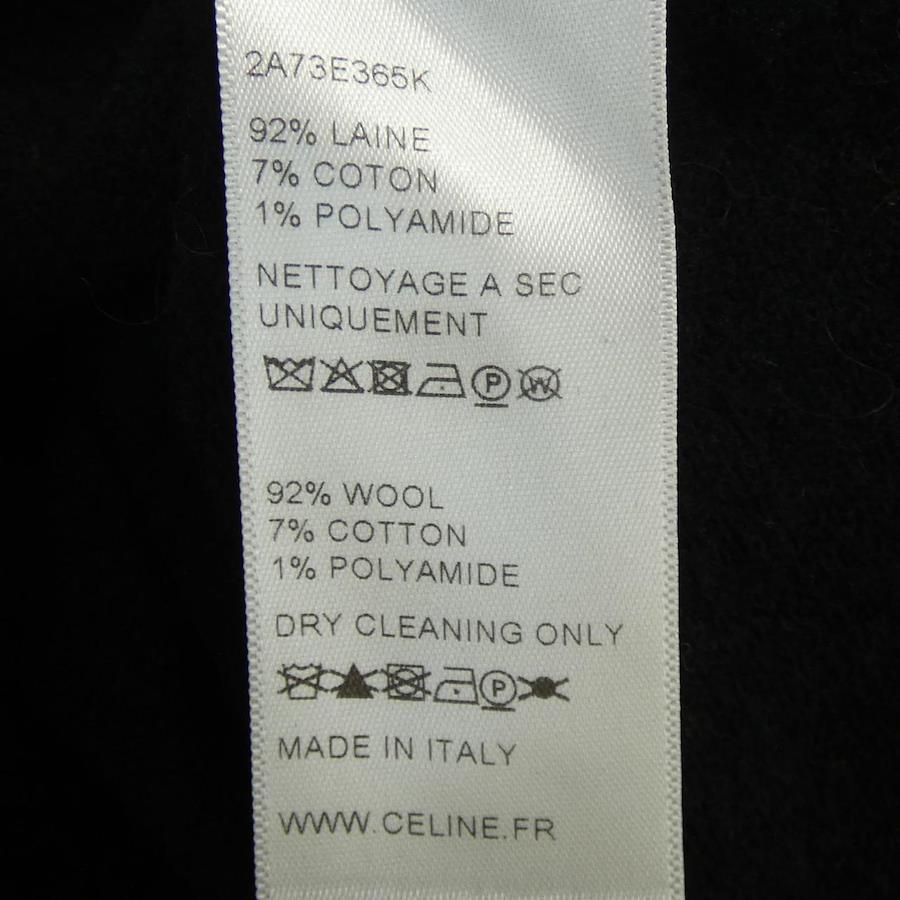 2A73E365K
92% LAINE
7% COTON
1% POLYAMIDE
NETTOYAGE A SEC
UNIQUEMENT
P W
92% WOOL
7% COTTON
1% POLYAMIDE
DRY CLEANING ONLY
P
MADE IN ITALY
WWW.CELINE.FR